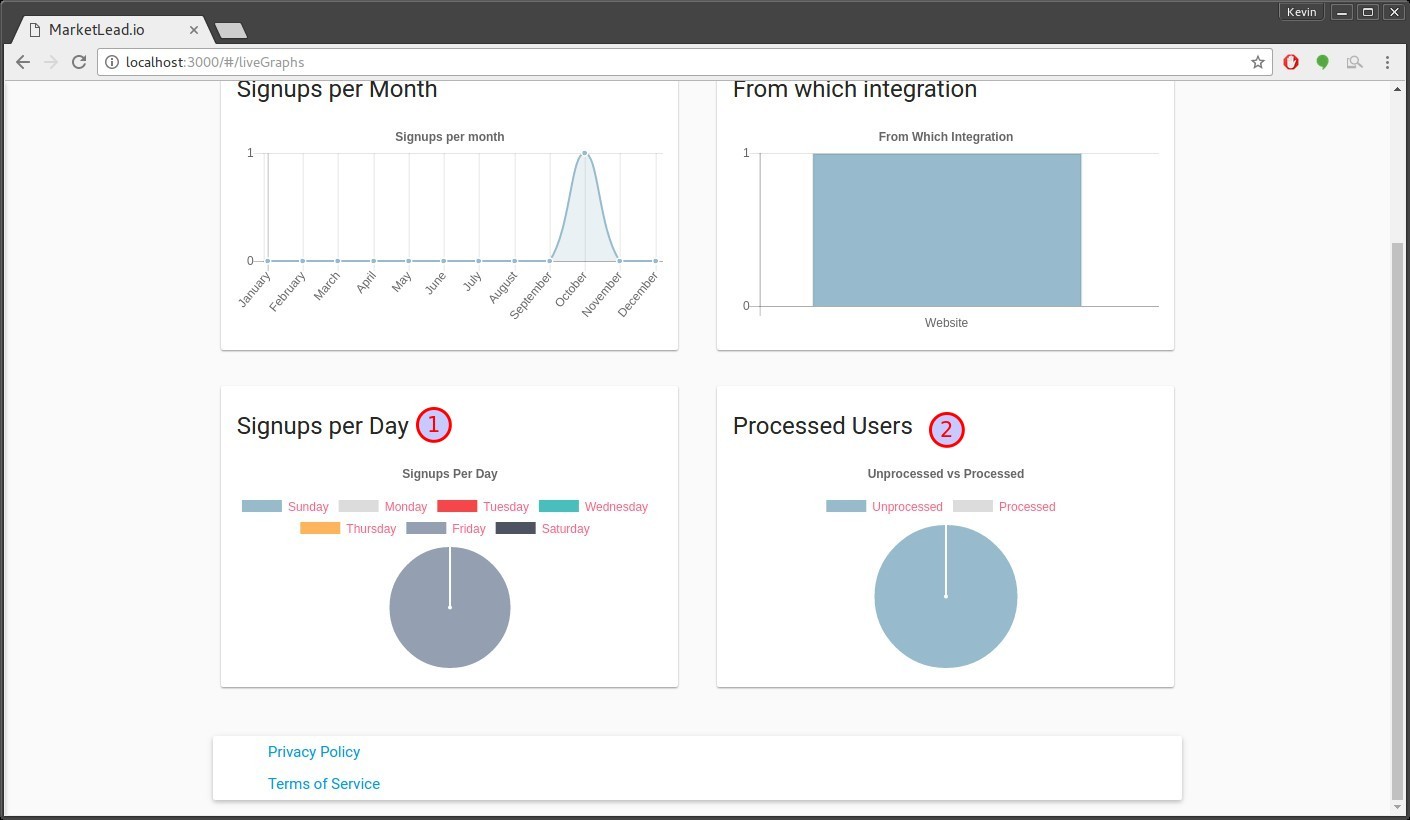 Kevin
MarketLead.io
localhost:3000/#/liveGraphs
Signups per Month
Signups per month
1
0
January
February
March
April
May
June
July
August
September
October
November
December
From which integration
From Which Integration
1
0
Website
Signups per Day 1
Signups Per Day
Sunday Monday Tuesday Wednesday
Thursday Friday Saturday
Processed Users 2
Unprocessed vs Processed
Unprocessed Processed
Privacy Policy
Terms of Service